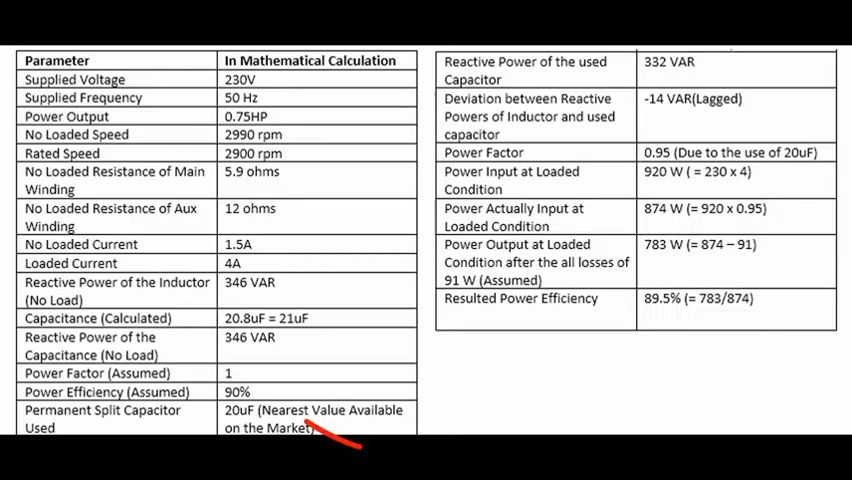 Parameter In Mathematical Calculation
Supplied Voltage 230V
Supplied Frequency 50 Hz
Power Output 0.75HP
No Loaded Speed 2990 rpm
Rated Speed 2900 rpm
No Loaded Resistance of Main 5.9 ohms
Winding
No Loaded Resistance of Aux 12 ohms
Winding
No Loaded Current 1.5A
Loaded Current 4A
Reactive Power of the Inductor 346 VAR
(No Load)
Capacitance (Calculated) 20.8uF = 21uF
Reactive Power of the 346 VAR
Capacitance (No Load)
Power Factor (Assumed) 1
Power Efficiency (Assumed) 90%
Permanent Split Capacitor 20uF (Nearest Value Available
Used on the Market)
Reactive Power of the used 332 VAR
Capacitor
Deviation between Reactive -14 VAR(Lagged)
Powers of Inductor and used
capacitor
Power Factor 0.95 (Due to the use of 20uF)
Power Input at Loaded 920 W ( = 230 x 4)
Condition
Power Actually Input at 874 W (= 920 x 0.95)
Loaded Condition
Power Output at Loaded 783 W (= 874 – 91)
Condition after the all losses of
91 W (Assumed)
Resulted Power Efficiency 89.5% (= 783/874)